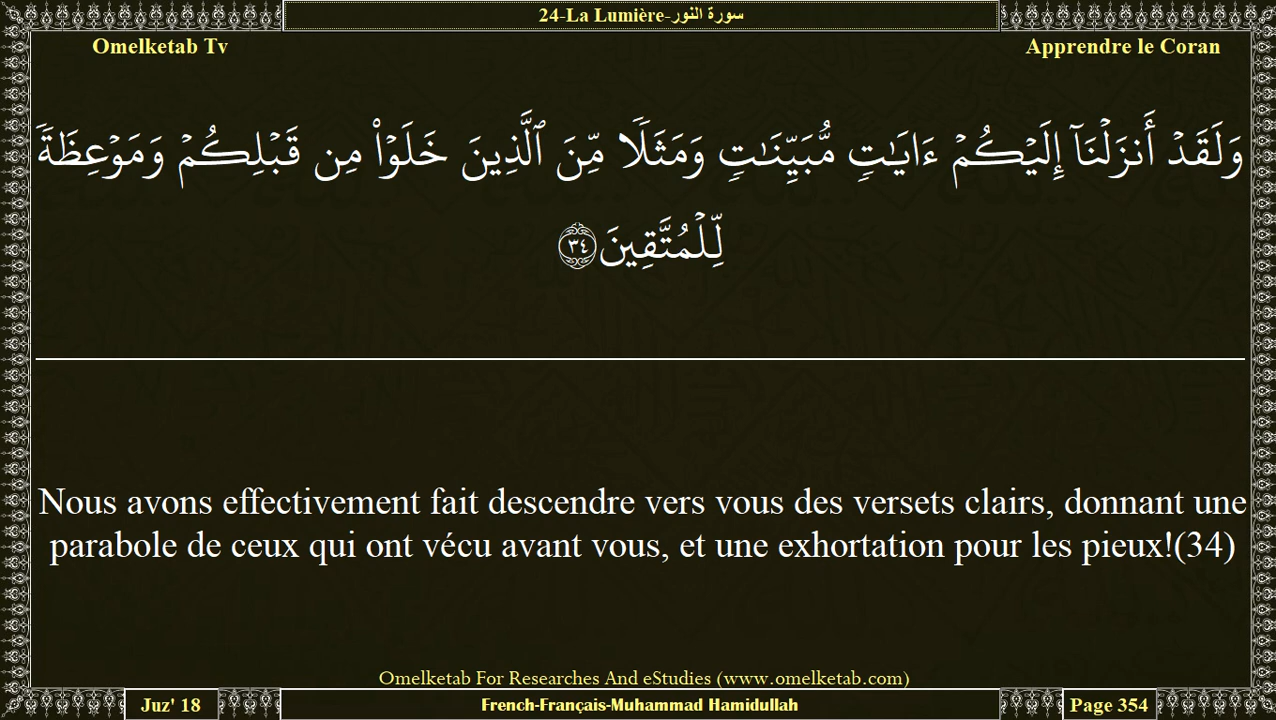 24-La Lumière-سورة النور
Omelketab Tv
Apprendre le Coran
وَلَقَدۡ أَنزَلۡنَآ إِلَيۡكُمۡ ءَايَٰتٖ مُّبَيِّنَٰتٖ وَمَثَلٗا مِّنَ ٱلَّذِينَ خَلَوۡاْ مِن قَبۡلِكُمۡ وَمَوۡعِظَةٗ
لِّلۡمُتَّقِينَ ٣٤
Nous avons effectivement fait descendre vers vous des versets clairs, donnant une
parabole de ceux qui ont vécu avant vous, et une exhortation pour les pieux!(34)
Omelketab For Researches And eStudies (www.omelketab.com)
Juz' 18
French-Français-Muhammad Hamidullah
Page 354